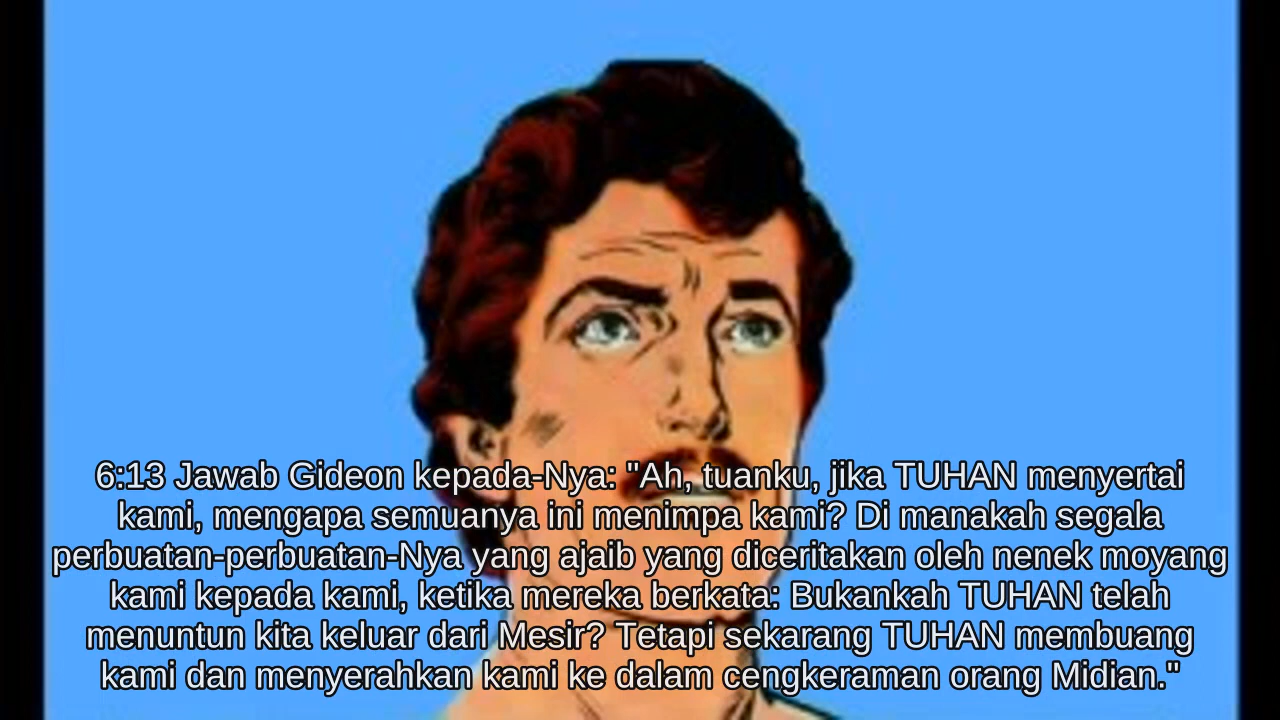 6:13 Jawab Gideon kepada-Nya: "Ah, tuanku, jika TUHAN menyertai
kami, mengapa semuanya ini menimpa kami? Di manakah segala
perbuatan-perbuatan-Nya yang ajaib yang diceritakan oleh nenek moyang
kami kepada kami, ketika mereka berkata: Bukankah TUHAN telah
menuntun kita keluar dari Mesir? Tetapi sekarang TUHAN membuang
kami dan menyerahkan kami ke dalam cengkeraman orang Midian."